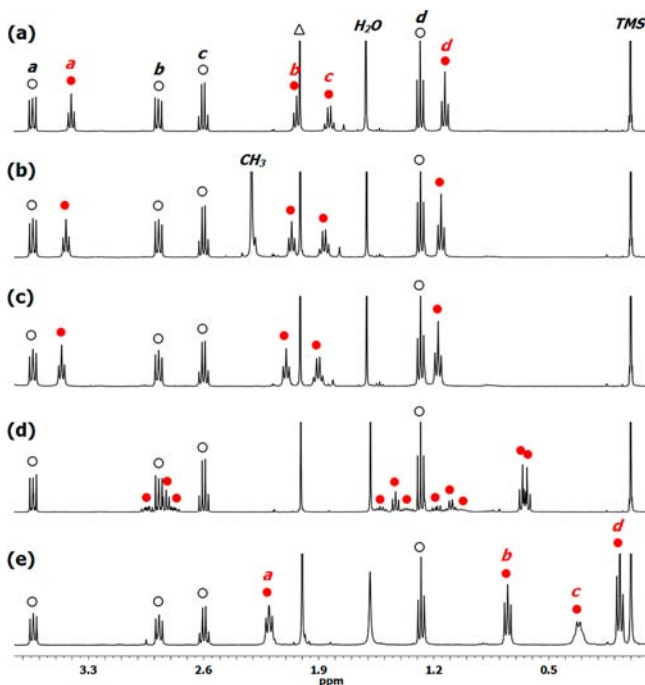 (a) a a b c b c d d H₂O TMS
(b) CH₃
(c)
(d)
(e) a b c d
3.3 2.6 1.9 1.2 0.5
ppm